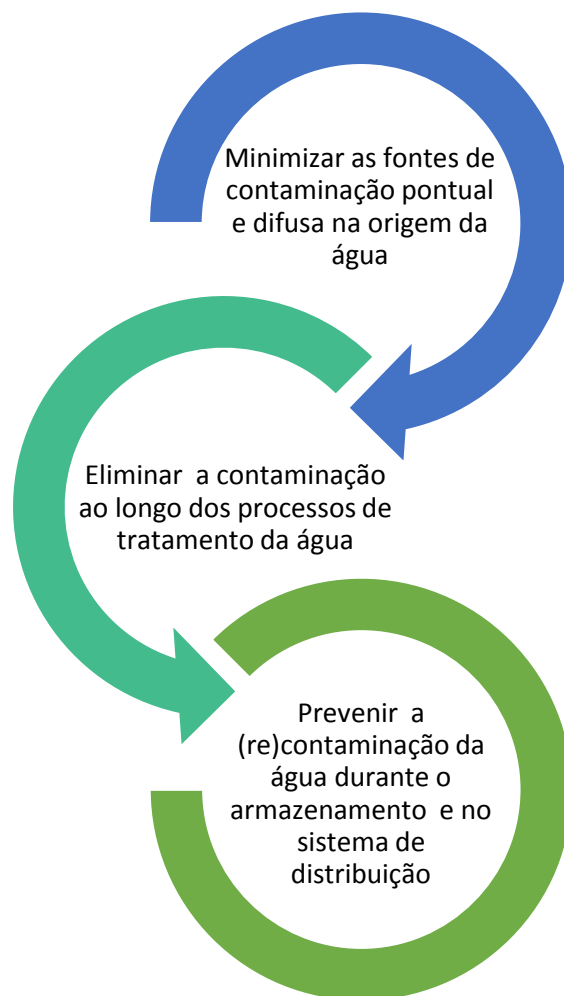 Minimizar as fontes de
contaminação pontual
e difusa na origem da
água
Eliminar a contaminação
ao longo dos processos de
tratamento da água
Prevenir a
(re)contaminação da
água durante o
armazenamento e no
sistema de
distribuição